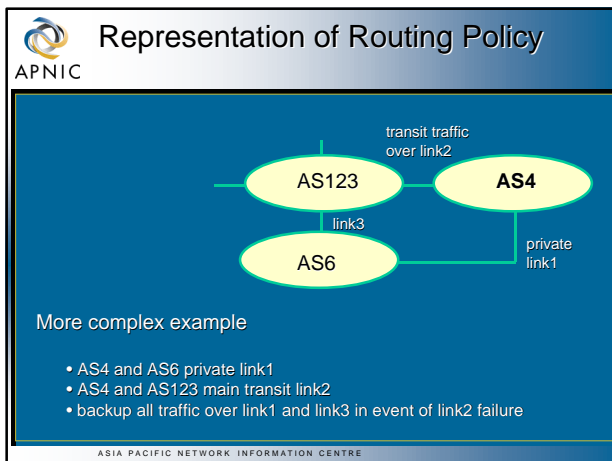 Representation of Routing Policy
APNIC
transit traffic
over link2
AS123
AS4
link3
AS6
private
link1
More complex example
• AS4 and AS6 private link1
• AS4 and AS123 main transit link2
• backup all traffic over link1 and link3 in event of link2 failure
ASIA PACIFIC NETWORK INFORMATION CENTRE